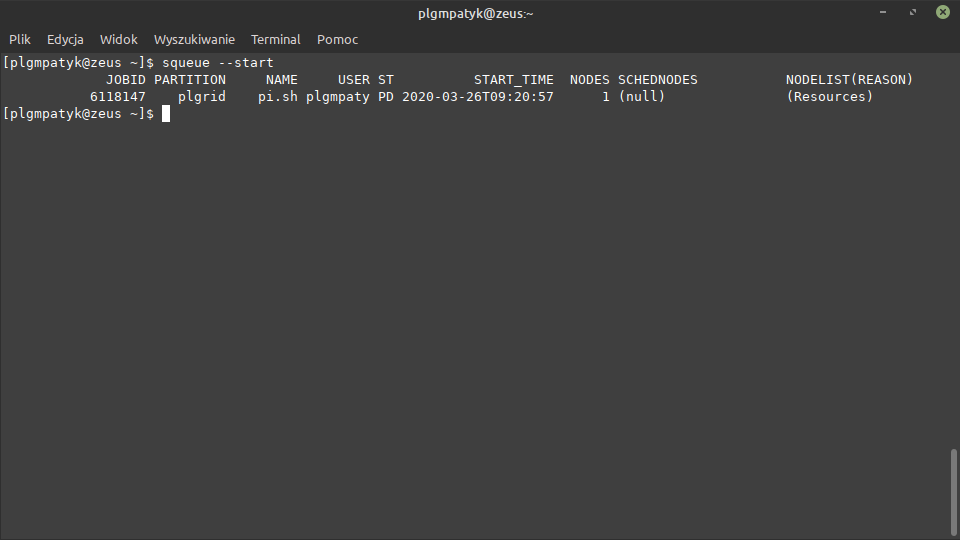 plgmpatyk@zeus:~
Plik Edycja Widok Wyszukiwanie Terminal Pomoc
[plgmpatyk@zeus ~]$ squeue --start
JOBID PARTITION NAME USER ST START_TIME NODES SCHEDNODES NODELIST(REASON)
6118147 plgrid pi.sh plgmpaty PD 2020-03-26T09:20:57 1 (null) (Resources)
[plgmpatyk@zeus ~]$